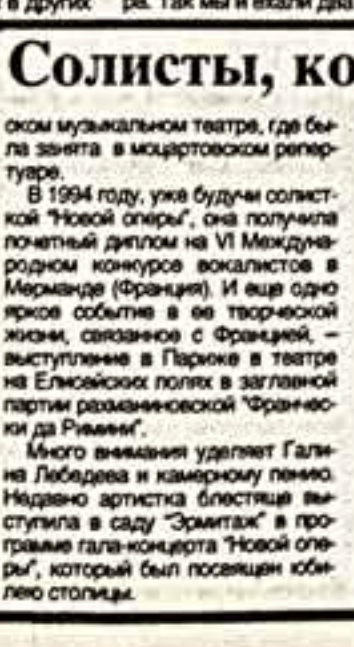 в других ра. Так мы и ехали два
Солисты, ко
ском музыкальном театре, где бы-
ла занята в моцартовском репер-
туаре.
В 1994 году, уже будучи солист-
кой "Новой оперы", она получила
почетный диплом на VI Междуна-
родном конкурсе вокалистов в
Мерманде (Франция). И еще одно
яркое событие в ее творческой
жизни, связанное с Францией, –
выступление в Париже в театре
на Елисейских полях в заглавной
партии рахманиновской "Франчес-
ки да Римини".
Много внимания уделяет Гали-
на Лебедева и камерному пению.
Недавно артистка блестяще вы-
ступила в саду "Эрмитаж" в про-
грамме гала-концерта "Новой опе-
ры", который был посвящен юби-
лею столицы.